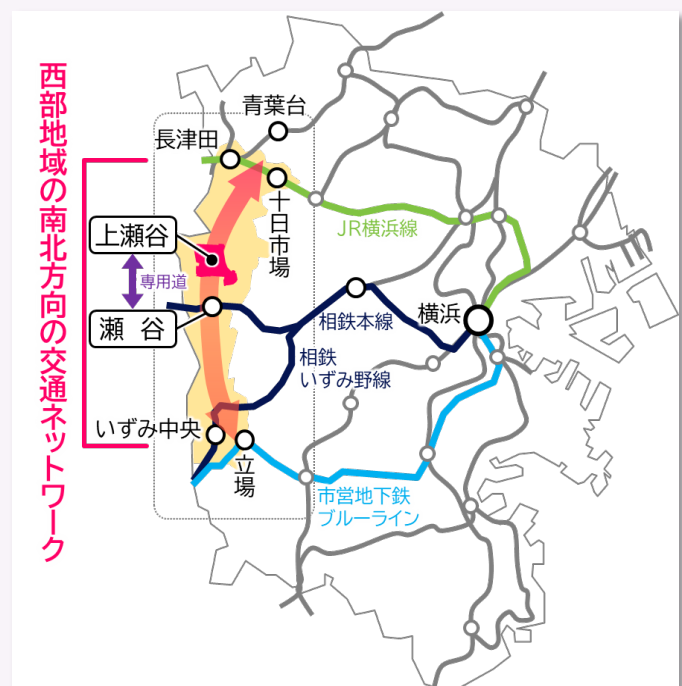 西部地域の南北方向の交通ネットワーク
青葉台
長津田
十日市場
上瀬谷
専用道
瀬 谷
JR横浜線
横浜
相鉄本線
相鉄
いずみ野線
いずみ中央
立場
市営地下鉄
ブルーライン